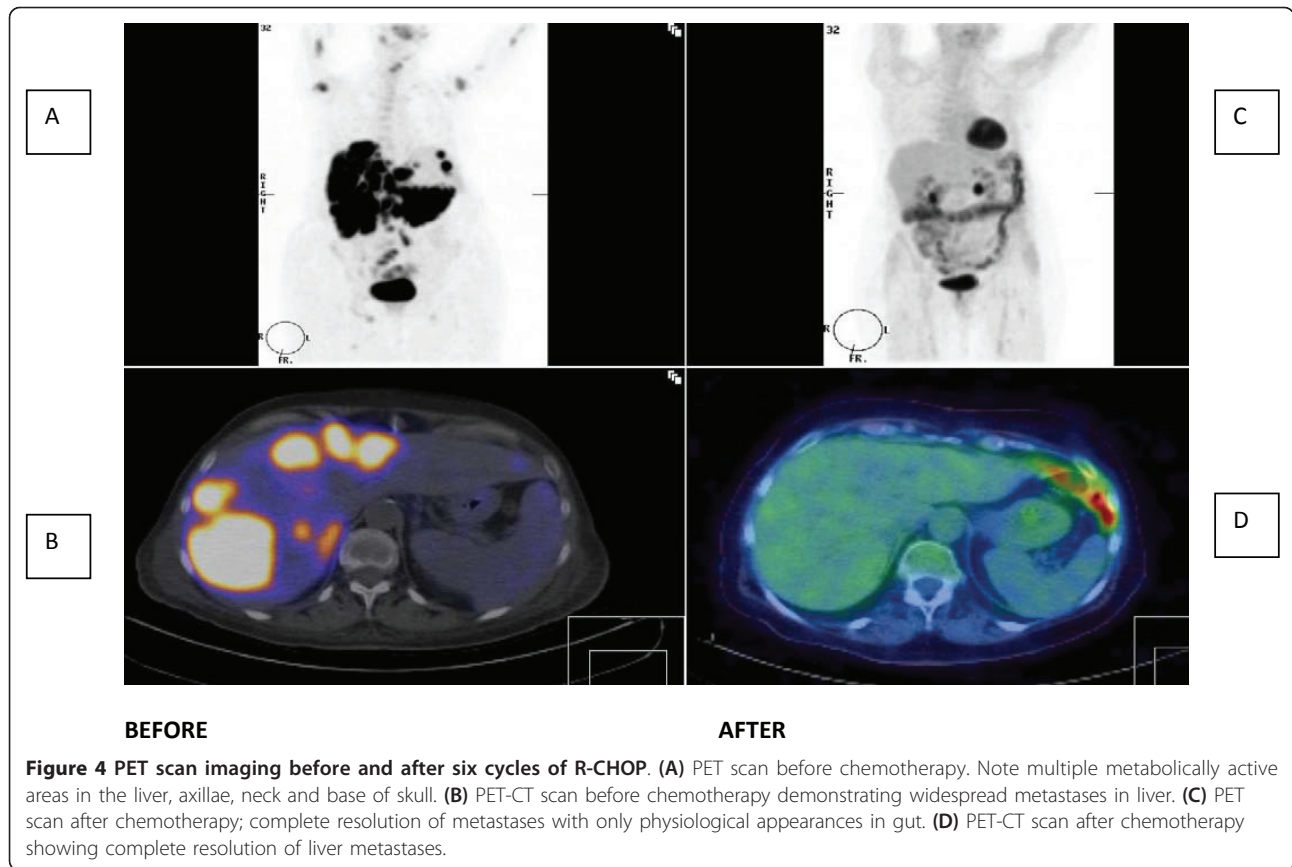 32
32
A
C
RIGHT
RIGHT
R
L
FR.
R
L
FR.
B
D
BEFORE
AFTER
Figure 4 PET scan imaging before and after six cycles of R-CHOP. (A) PET scan before chemotherapy. Note multiple metabolically active
areas in the liver, axillae, neck and base of skull. (B) PET-CT scan before chemotherapy demonstrating widespread metastases in liver. (C) PET
scan after chemotherapy; complete resolution of metastases with only physiological appearances in gut. (D) PET-CT scan after chemotherapy
showing complete resolution of liver metastases.